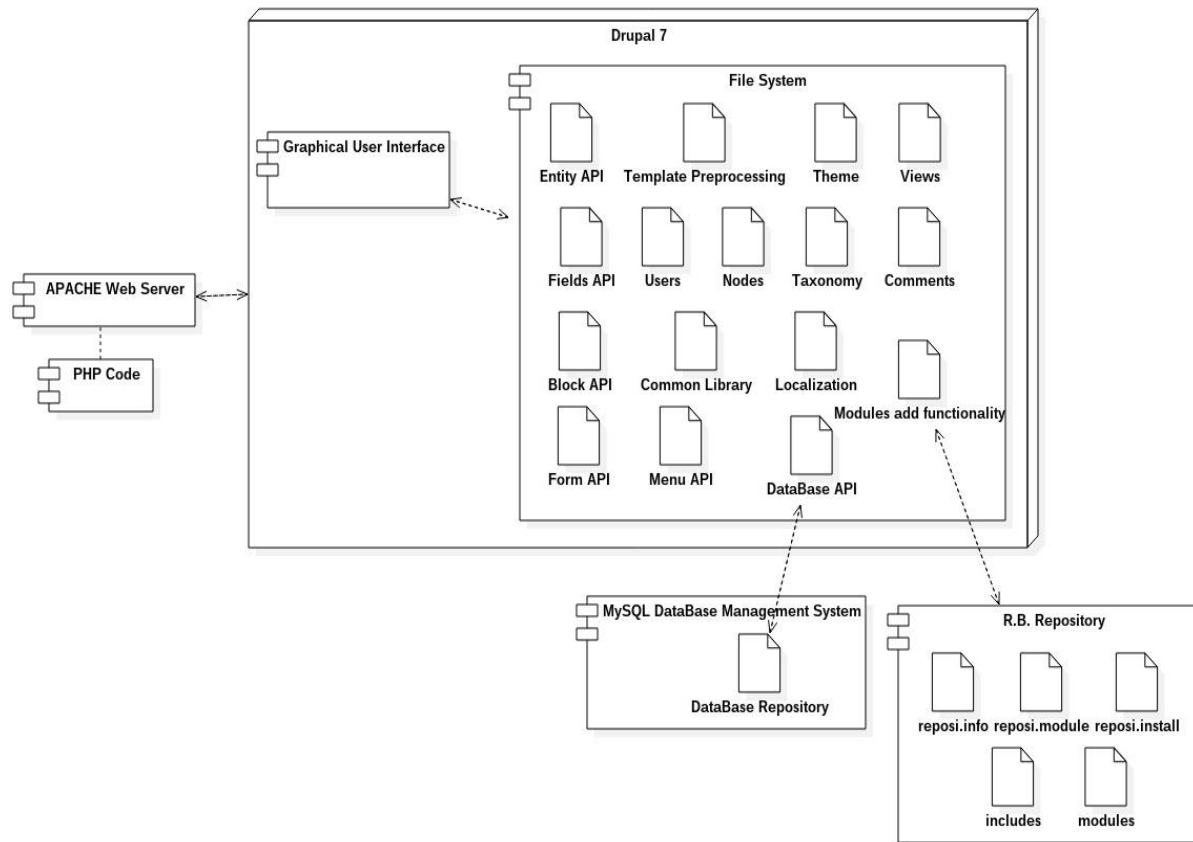 Drupal 7
File System
Entity API
Template Preprocessing
Theme
Views
Graphical User Interface
Fields API
Users
Nodes
Taxonomy
Comments
APACHE Web Server
PHP Code
Block API
Common Library
Localization
Modules add functionality
Form API
Menu API
DataBase API
MySQL DataBase Management System
DataBase Repository
R.B. Repository
reposi.info
reposi.module
reposi.install
includes
modules